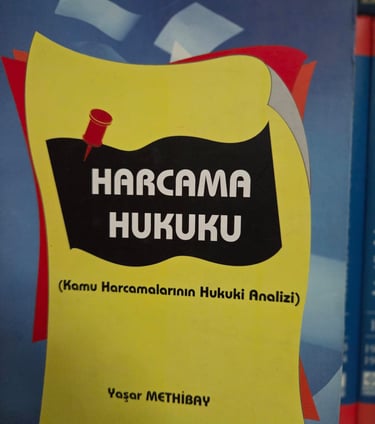 HARCAMA
HUKUKU
(Kamu Harcamalarının Hukuki Analizi)
Yaşar METHİBAY